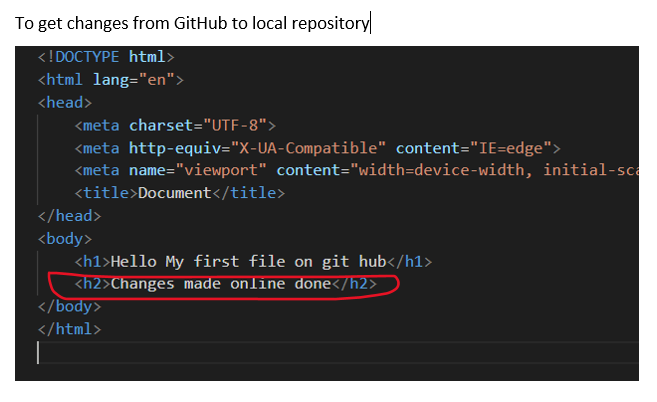 To get changes from GitHub to local repository
<!DOCTYPE html>
<html lang="en">
<head>
<meta charset="UTF-8">
<meta http-equiv="X-UA-Compatible" content="IE=edge">
<meta name="viewport" content="width=device-width, initial-sca
<title>Document</title>
</head>
<body>
<h1>Hello My first file on git hub</h1>
<h2>Changes made online done</h2>
</body>
</html>